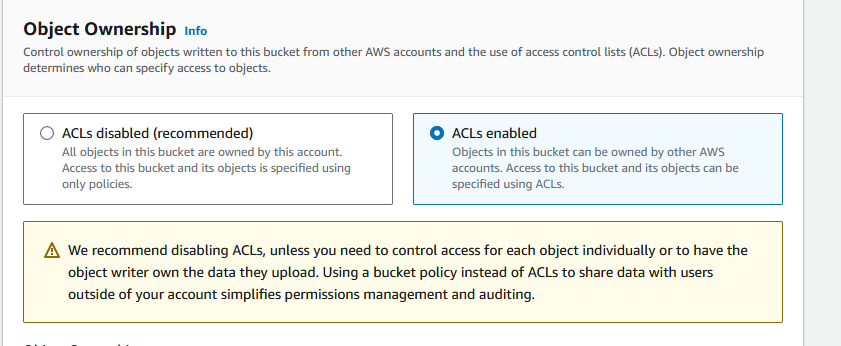 Object Ownership Info
Control ownership of objects written to this bucket from other AWS accounts and the use of access control lists (ACLs). Object ownership
determines who can specify access to objects.
ACLs disabled (recommended)
All objects in this bucket are owned by this account.
Access to this bucket and its objects is specified using
only policies.
ACLs enabled
Objects in this bucket can be owned by other AWS
accounts. Access to this bucket and its objects can be
specified using ACLs.
We recommend disabling ACLs, unless you need to control access for each object individually or to have the
object writer own the data they upload. Using a bucket policy instead of ACLs to share data with users
outside of your account simplifies permissions management and auditing.